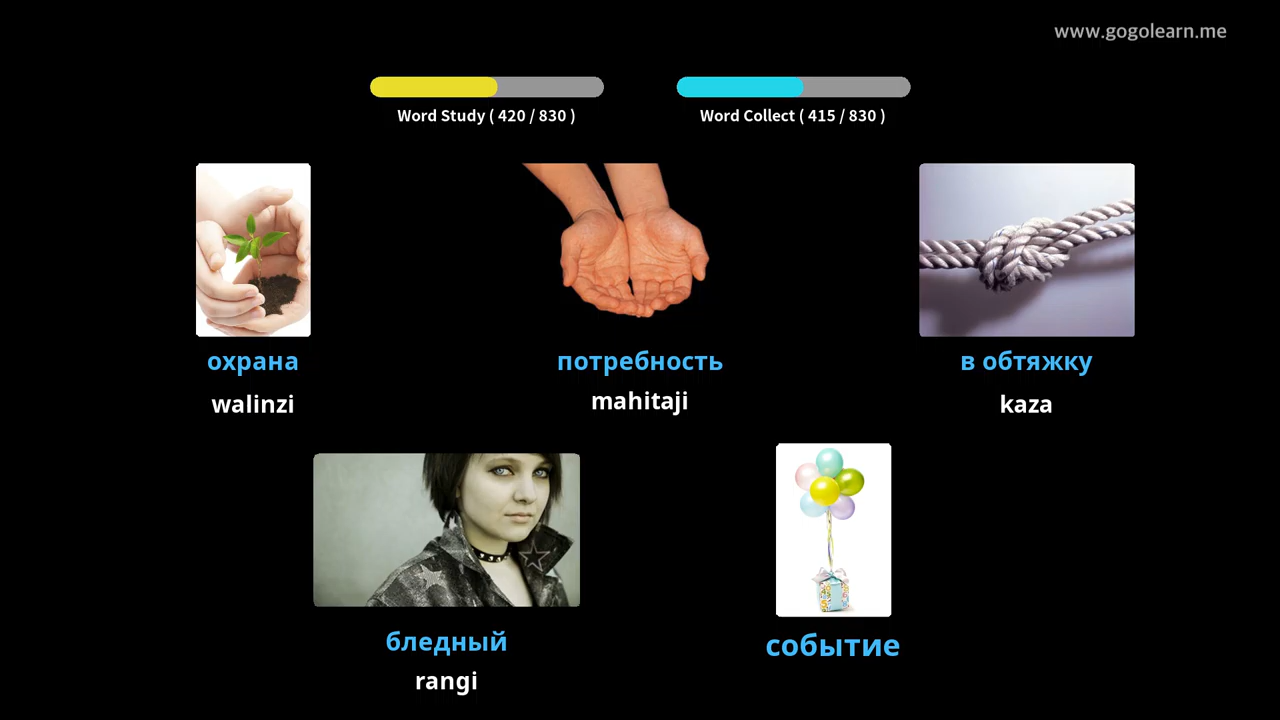 www.gogolearn.me
Word Study ( 420 / 830 )
Word Collect ( 415 / 830 )
охрана
walinzi
потребность
mahitaji
в обтяжку
kaza
бледный
rangi
событие